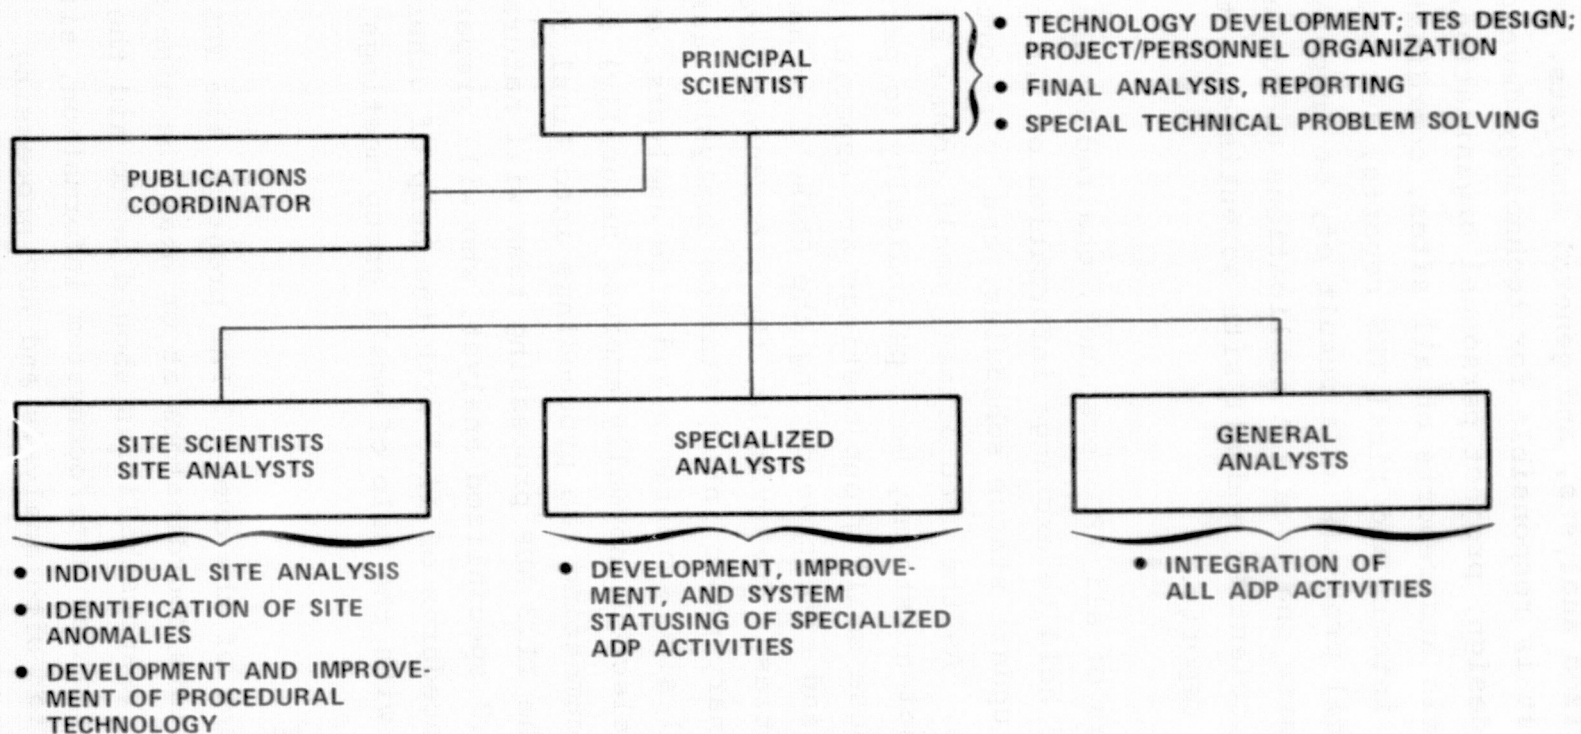 PRINCIPAL
SCIENTIST
• TECHNOLOGY DEVELOPMENT; TES DESIGN;
PROJECT/PERSONNEL ORGANIZATION
• FINAL ANALYSIS, REPORTING
• SPECIAL TECHNICAL PROBLEM SOLVING
PUBLICATIONS
COORDINATOR
SITE SCIENTISTS
SITE ANALYSTS
• INDIVIDUAL SITE ANALYSIS
• IDENTIFICATION OF SITE
ANOMALIES
• DEVELOPMENT AND IMPROVE-
MENT OF PROCEDURAL
TECHNOLOGY
SPECIALIZED
ANALYSTS
• DEVELOPMENT, IMPROVE-
MENT, AND SYSTEM
STATUSING OF SPECIALIZED
ADP ACTIVITIES
GENERAL
ANALYSTS
• INTEGRATION OF
ALL ADP ACTIVITIES